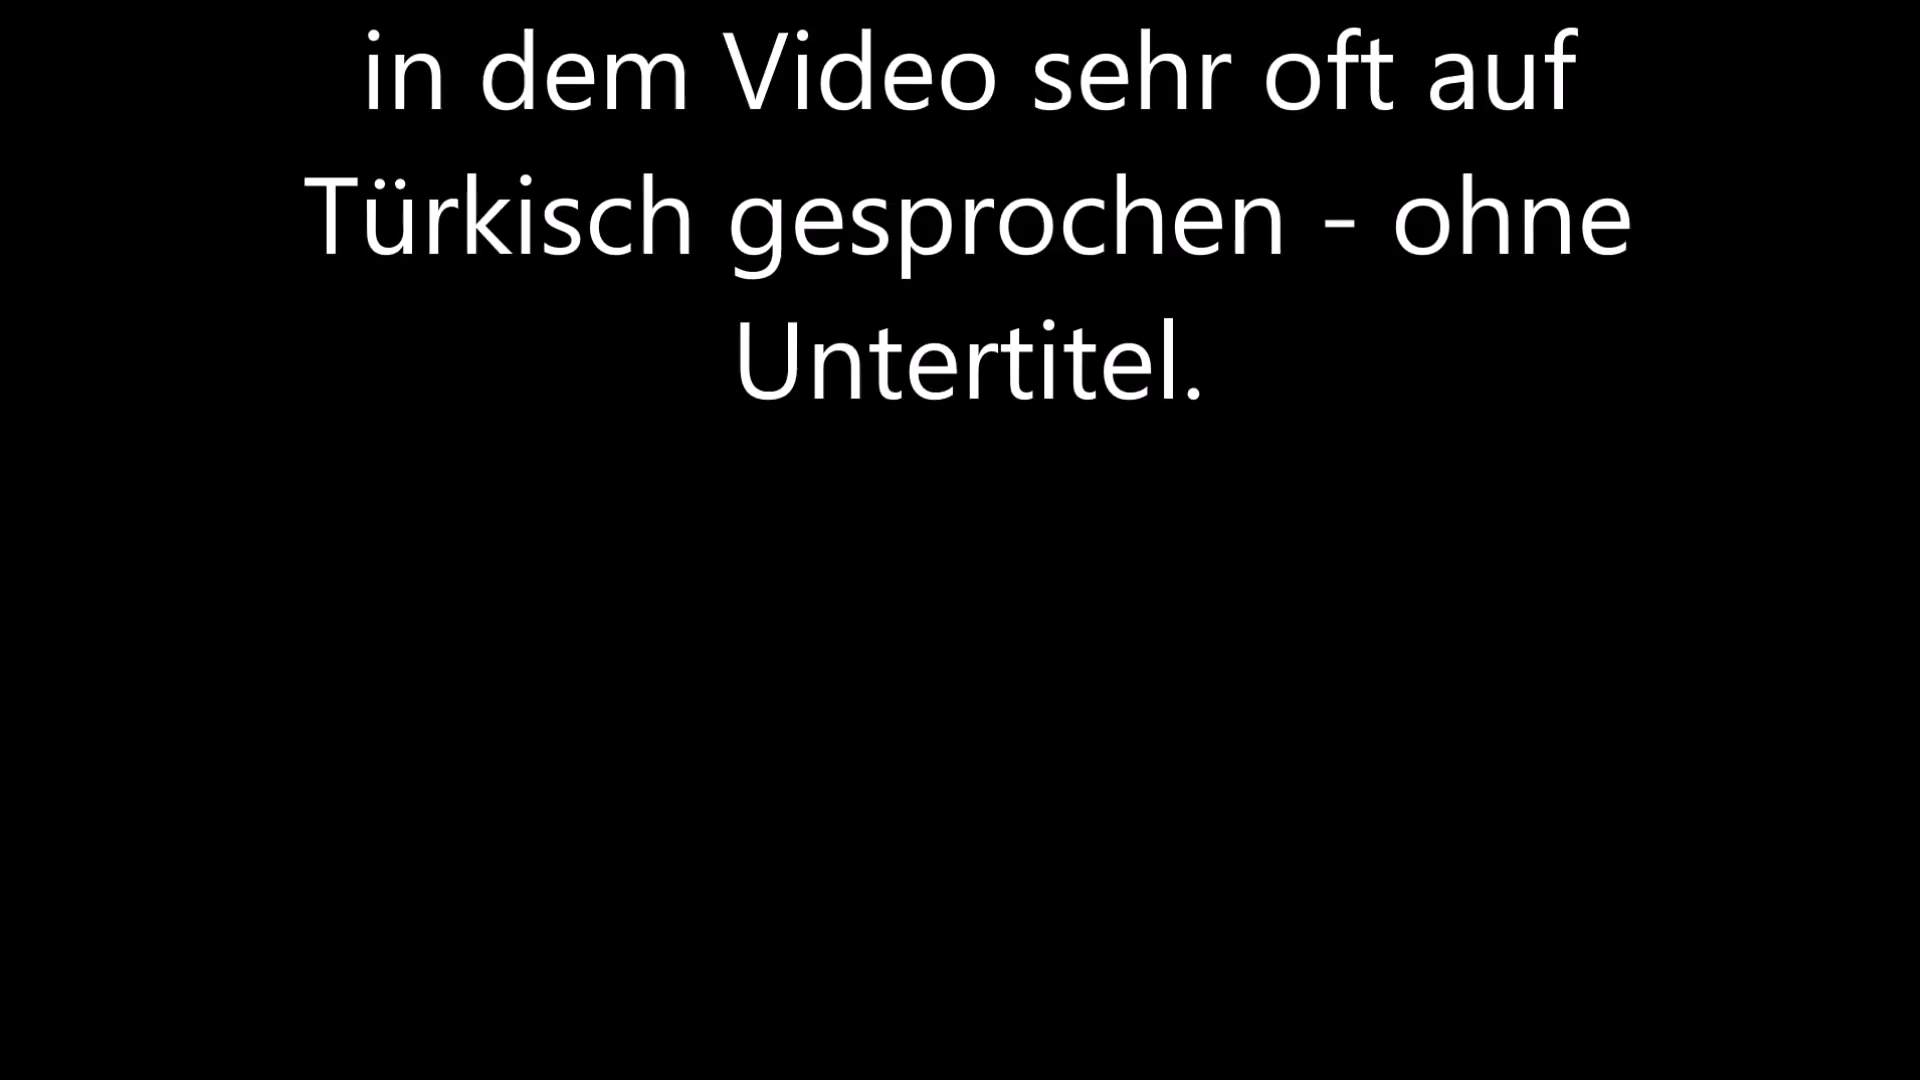 in dem Video sehr oft auf
Türkisch gesprochen - ohne
Untertitel.